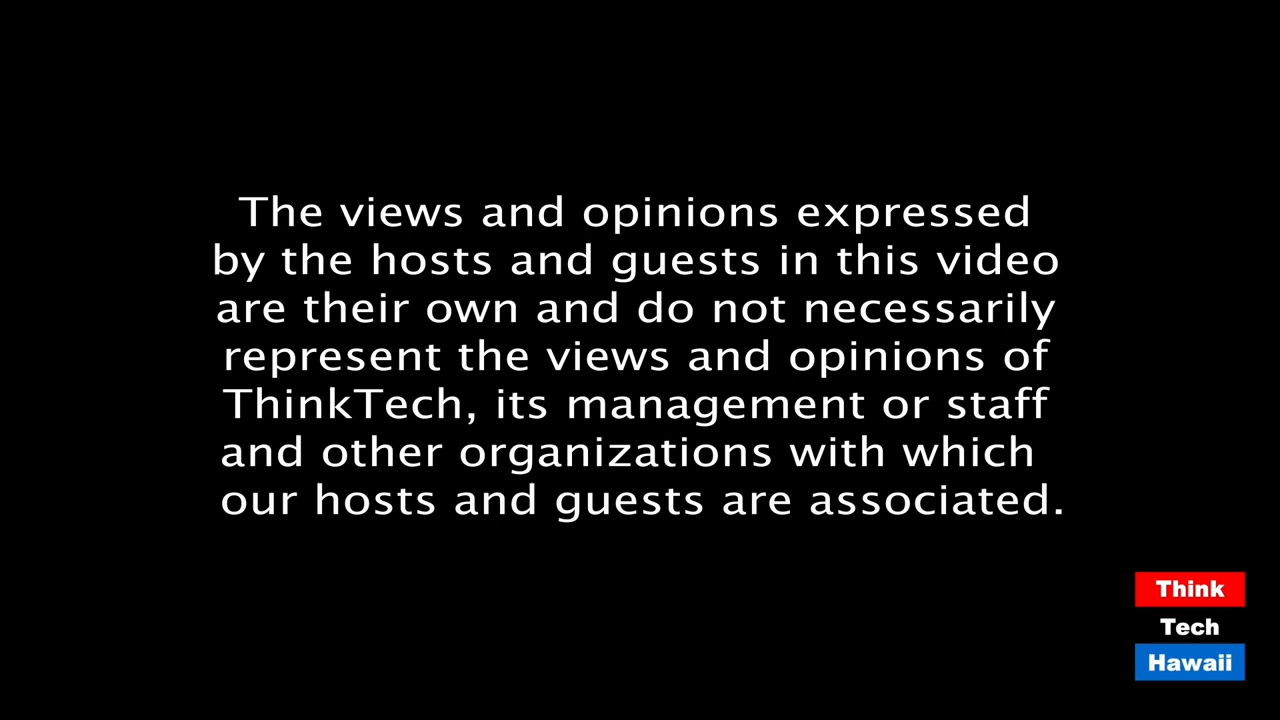 The views and opinions expressed
by the hosts and guests in this video
are their own and do not necessarily
represent the views and opinions of
ThinkTech, its management or staff
and other organizations with which
our hosts and guests are associated.
Think
Tech
Hawaii